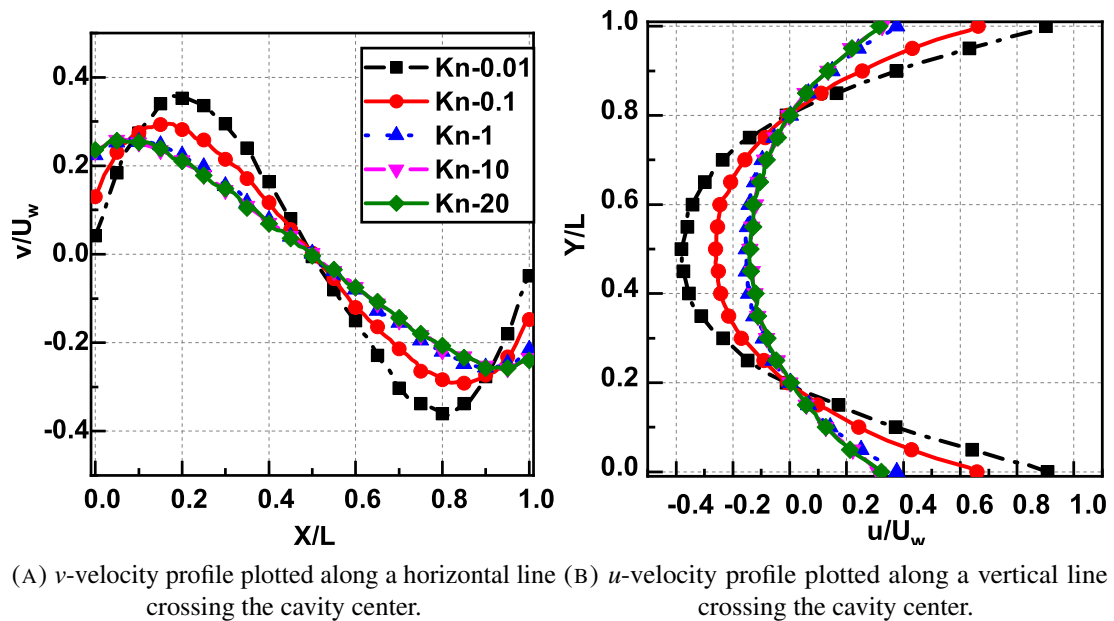 v/U_w
0.4
0.2
0.0
-0.2
-0.4
0.0 0.2 0.4 0.6 0.8 1.0
X/L
Kn-0.01
Kn-0.1
Kn-1
Kn-10
Kn-20
Y/L
1.0
0.8
0.6
0.4
0.2
0.0
-0.4 -0.2 0.0 0.2 0.4 0.6 0.8 1.0
u/U_w
(A) v-velocity profile plotted along a horizontal line
crossing the cavity center.
(B) u-velocity profile plotted along a vertical line
crossing the cavity center.